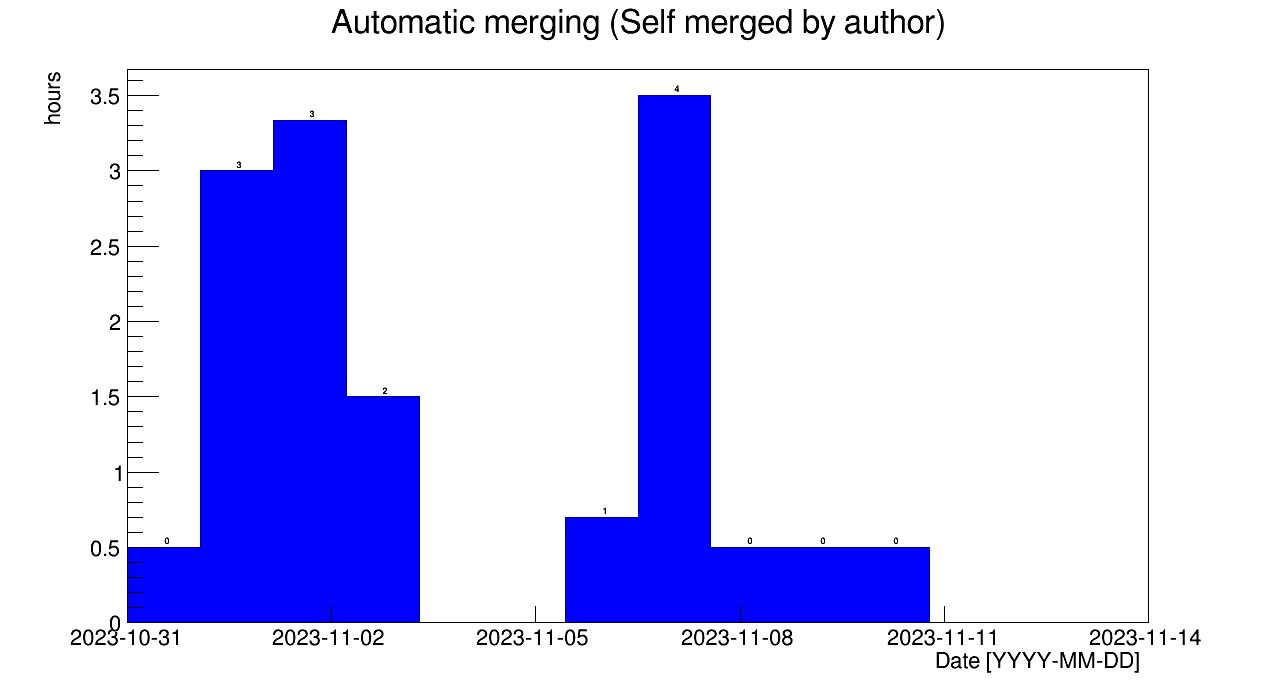 Automatic merging (Self merged by author)
hours
3.5
3
2.5
2
1.5
1
0.5
0
0 3 3 2 1 4 0 0 0
2023-10-31 2023-11-02 2023-11-05 2023-11-08 2023-11-11 2023-11-14
Date [YYYY-MM-DD]